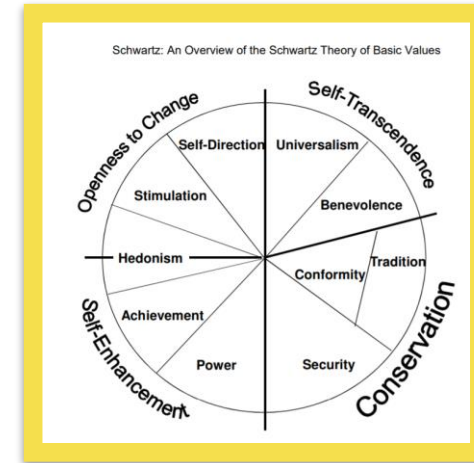 Schwartz: An Overview of the Schwartz Theory of Basic Values
Openness to Change
Self-Transcendence
Self-Direction
Universalism
Stimulation
Benevolence
Hedonism
Conformity
Tradition
Achievement
Power
Security
Self-Enhancement
Conservation